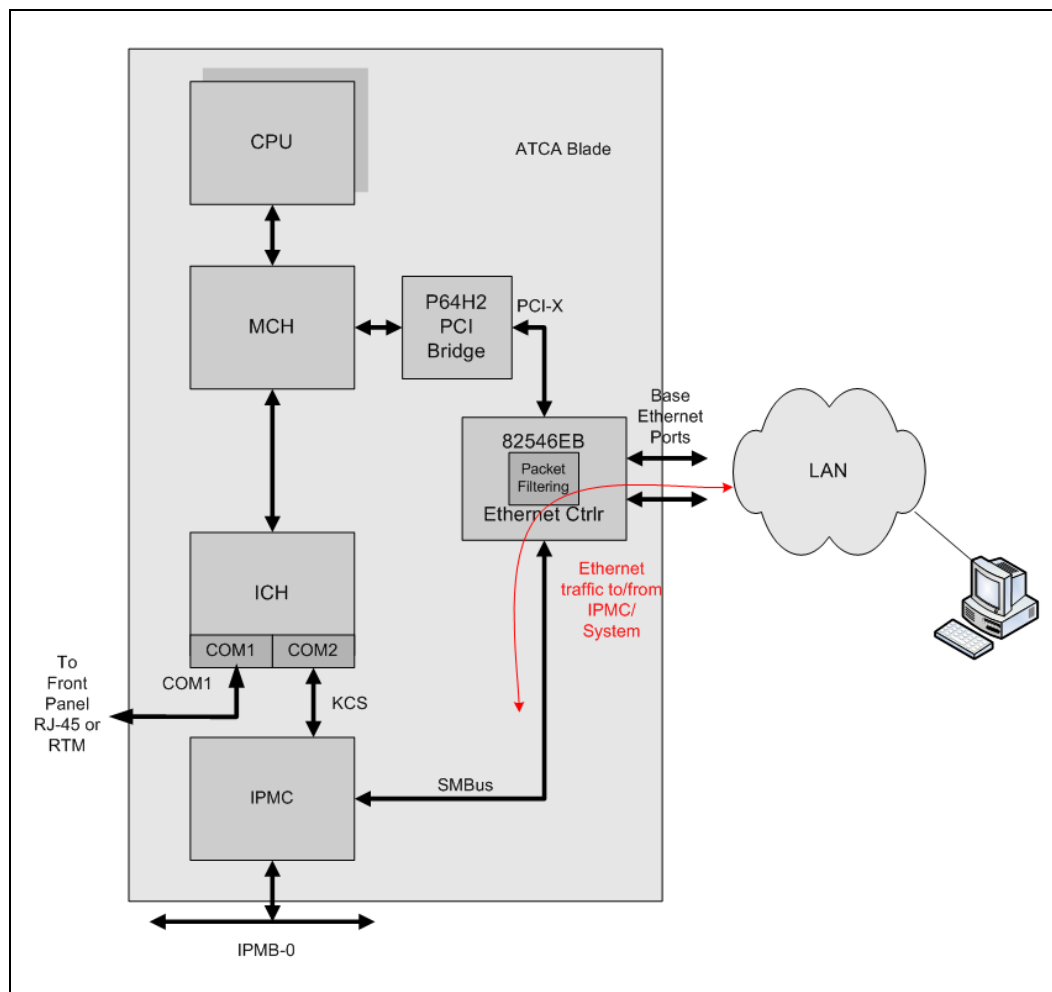 CPU
ATCA Blade
MCH
P64H2
PCI
Bridge
PCI-X
Base
Ethernet
Ports
82546EB
Packet
Filtering
Ethernet Ctrlr
LAN
Ethernet
traffic to/from
IPMC/
System
ICH
COM1
COM2
To
Front
Panel
RJ-45 or
RTM
COM1
KCS
IPMC
SMBus
IPMB-0